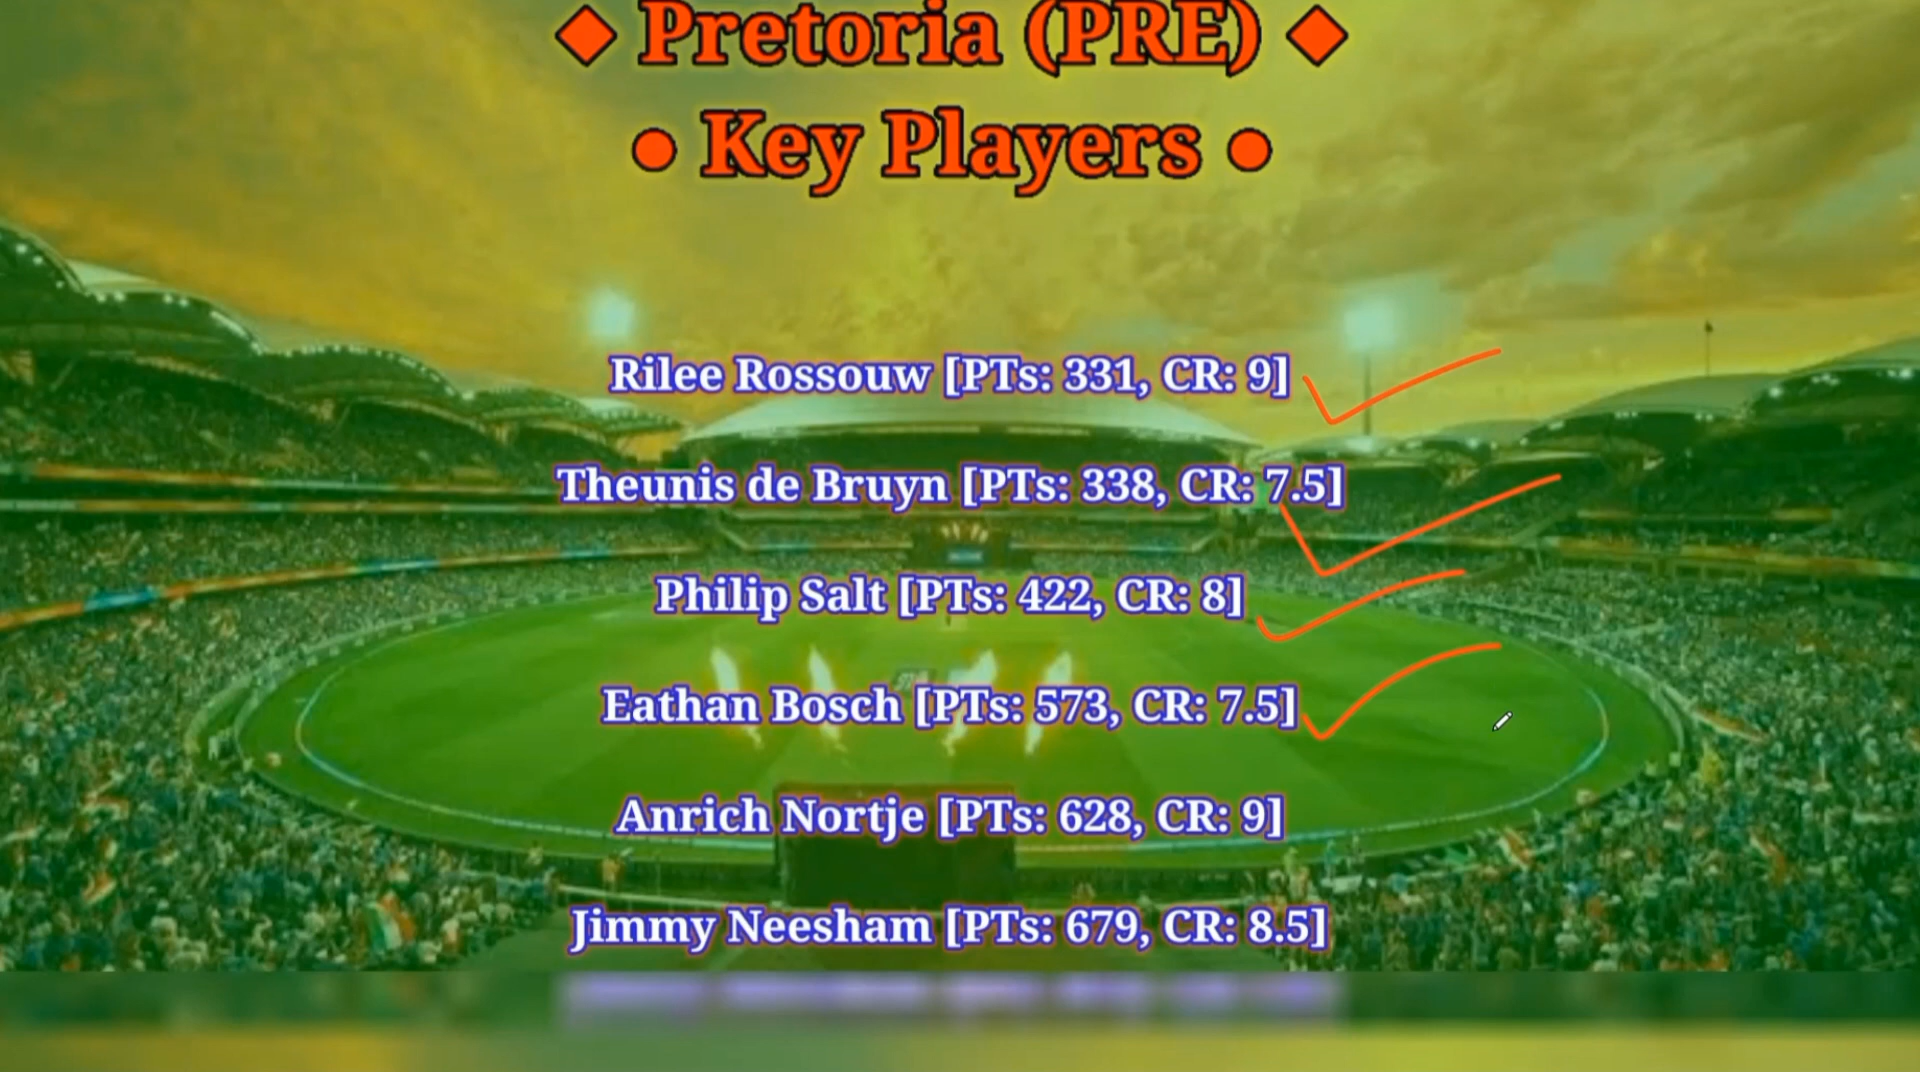 ◆ Pretoria (PRE) ◆
● Key Players ●
Rilee Rossouw [PTs: 331, CR: 9]
Theunis de Bruyn [PTs: 338, CR: 7.5]
Philip Salt [PTs: 422, CR: 8]
Eathan Bosch [PTs: 573, CR: 7.5]
Anrich Nortje [PTs: 628, CR: 9]
Jimmy Neesham [PTs: 679, CR: 8.5]